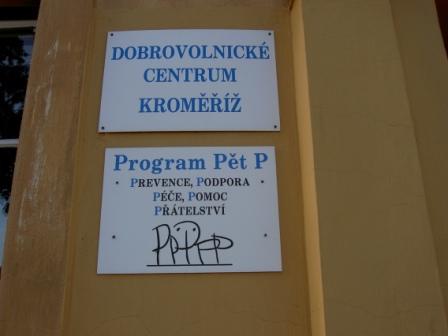 DOBROVOLNICKÉ
CENTRUM
KROMĚŘÍŽ
Program Pět P
PREVENCE, PODPORA
PÉČE, POMOC
PŘÁTELSTVÍ